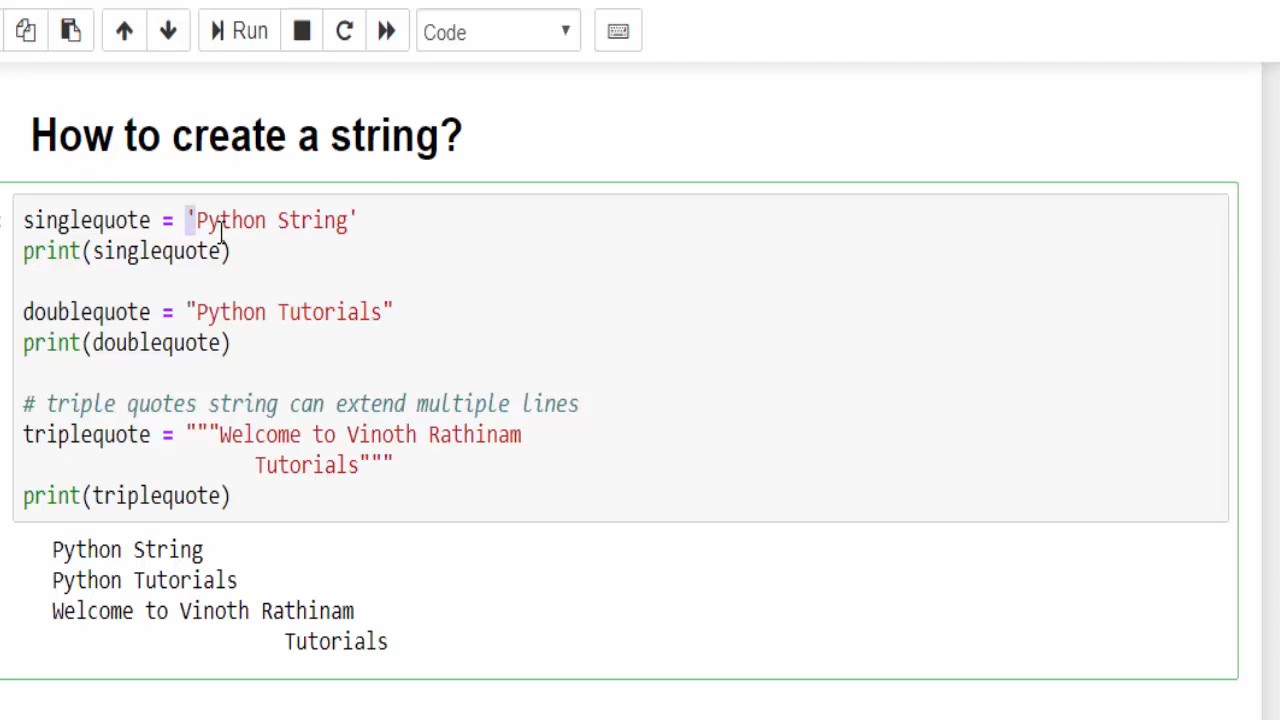 Run Code
How to create a string?
singlequote = 'Python String'
print(singlequote)
doublequote = "Python Tutorials"
print(doublequote)
# triple quotes string can extend multiple lines
triplequote = """Welcome to Vinoth Rathinam
Tutorials"""
print(triplequote)
Python String
Python Tutorials
Welcome to Vinoth Rathinam
Tutorials